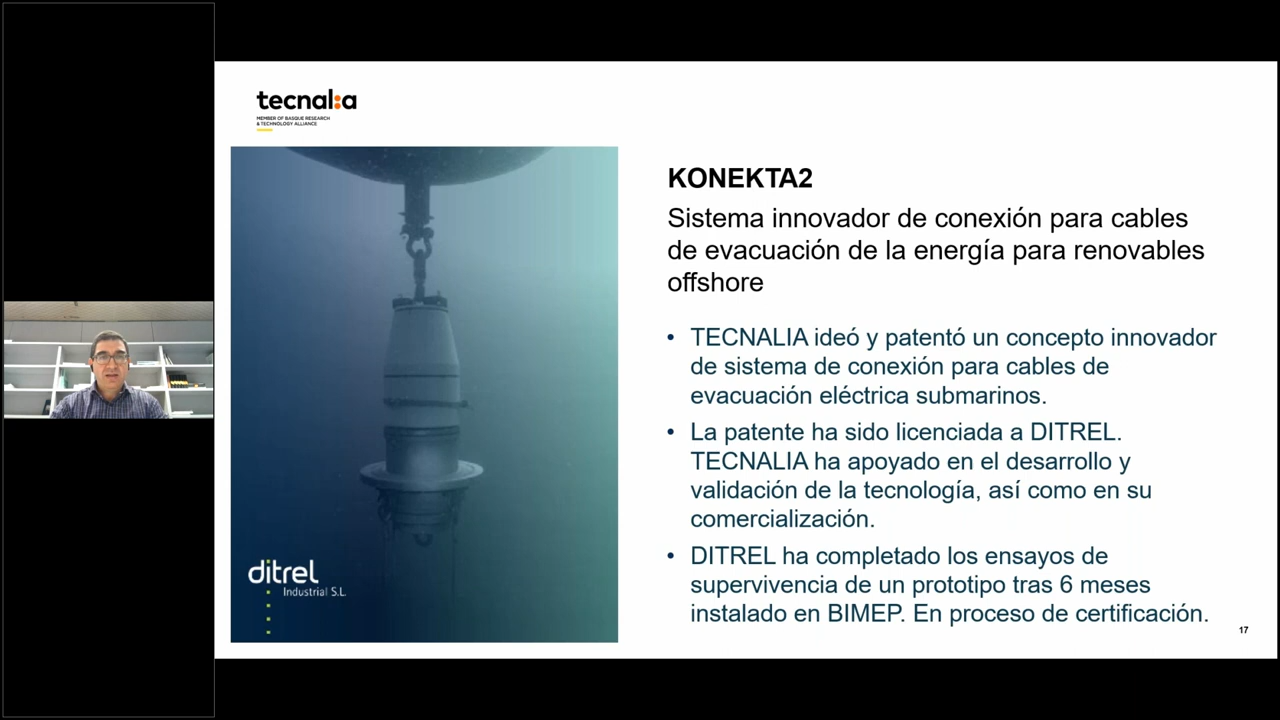 tecnal:a
MEMBER OF BASQUE RESEARCH
& TECHNOLOGY ALLIANCE
KONEKTA2
Sistema innovador de conexión para cables
de evacuación de la energía para renovables
offshore
• TECNALIA ideó y patentó un concepto innovador
de sistema de conexión para cables de
evacuación eléctrica submarinos.
• La patente ha sido licenciada a DITREL.
TECNALIA ha apoyado en el desarrollo y
validación de la tecnología, así como en su
comercialización.
• DITREL ha completado los ensayos de
supervivencia de un prototipo tras 6 meses
instalado en BIMEP. En proceso de certificación.
ditrel
Industrial S.L.
17